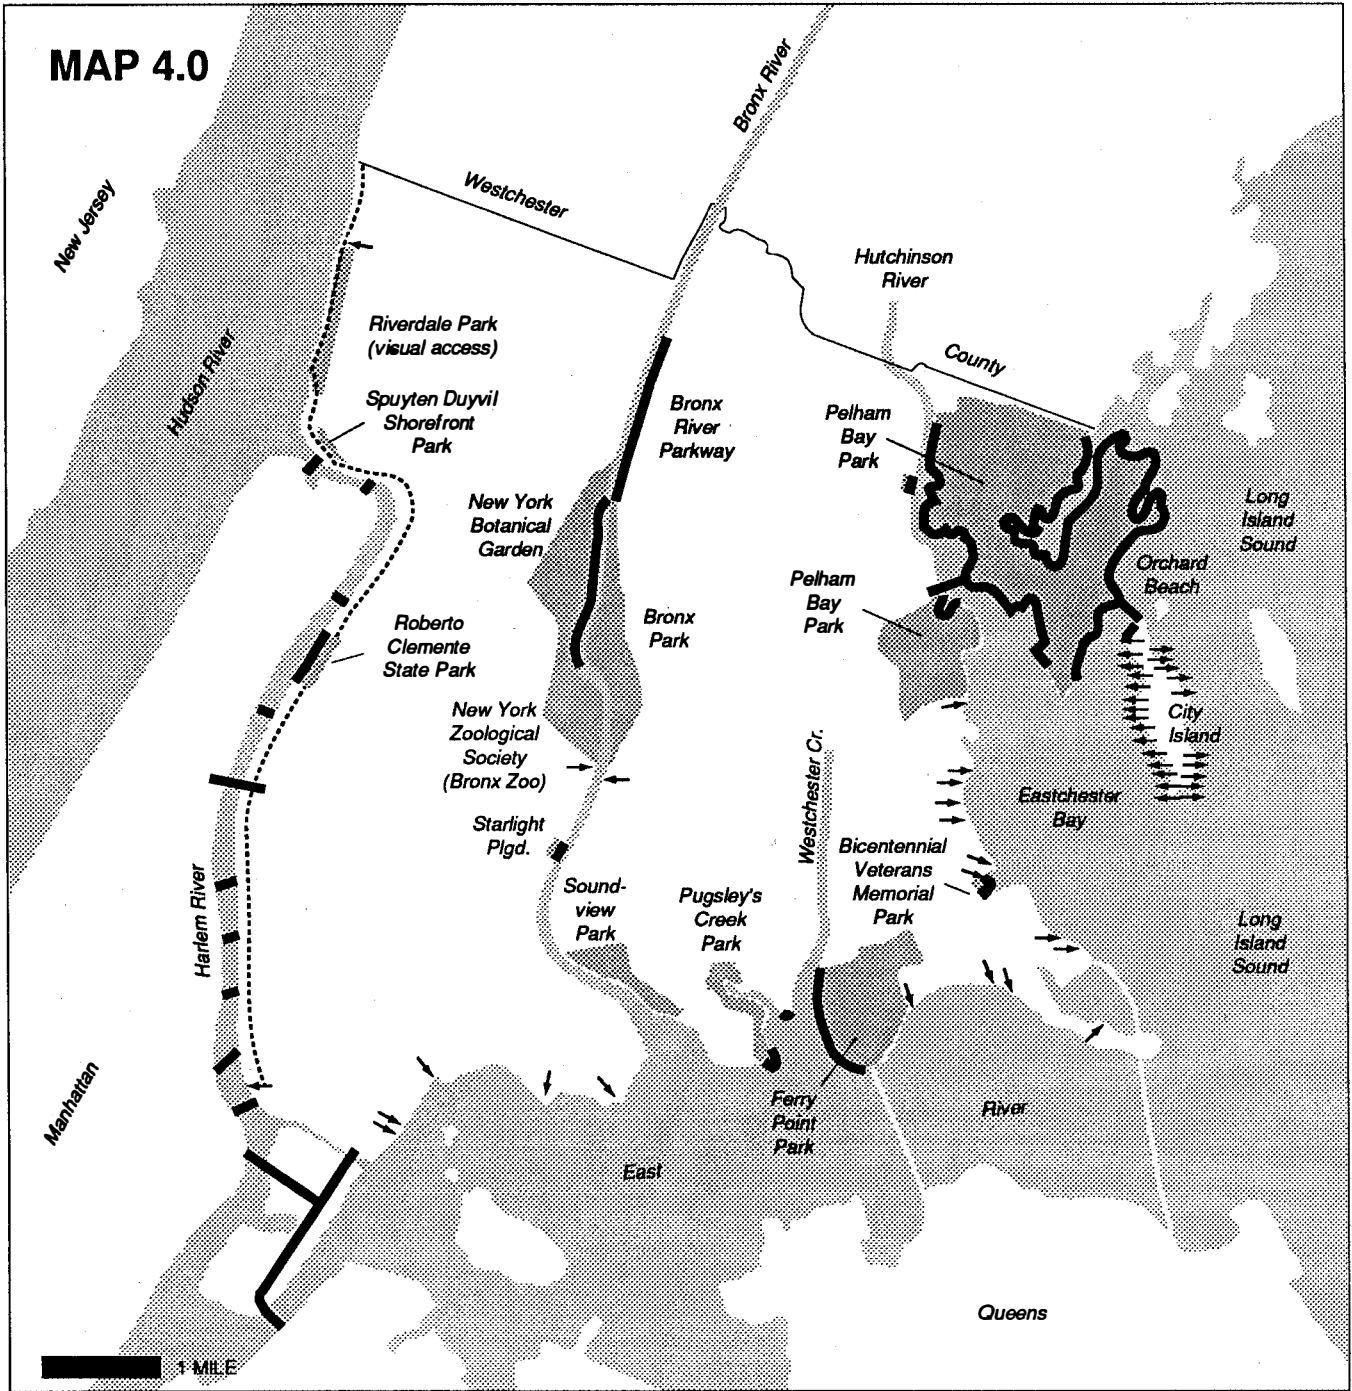 MAP 4.0
Bronx River
New Jersey
Westchester
Hutchinson
River
Hudson River
Riverdale Park
(visual access)
County
Spuyten Duyvil
Shorefront
Park
Bronx
River
Parkway
Pelham
Bay
Park
New York
Botanical
Garden
Long
Island
Sound
Orchard
Beach
Pelham
Bay
Park
Roberto
Clemente
State Park
Bronx
Park
New York
Zoological
Society
(Bronx Zoo)
City
Island
Westchester Cr.
Eastchester
Bay
Starlight
Plgd.
Bicentennial
Veterans
Memorial
Park
Harlem River
Sound-
view
Park
Pugsley's
Creek
Park
Long
Island
Sound
Manhattan
Ferry
Point
Park
River
East
Queens
1 MILE